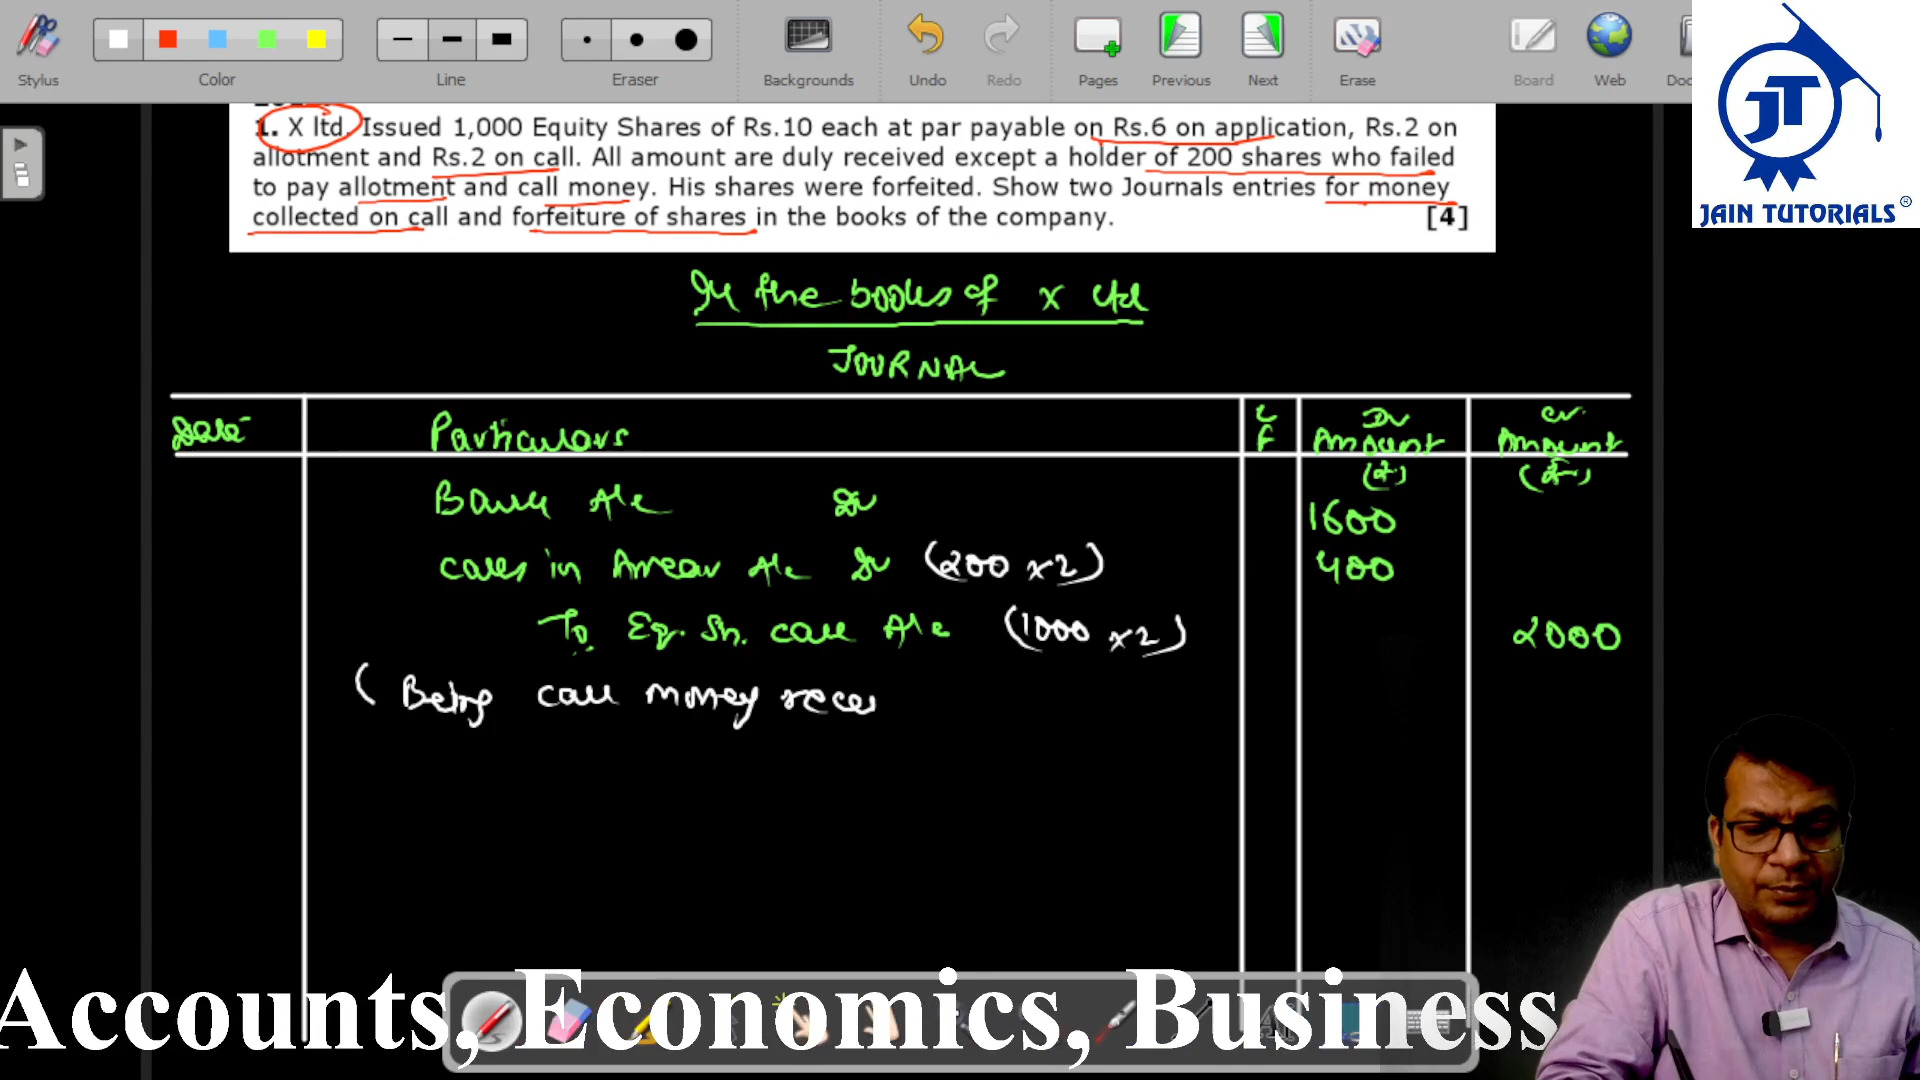 Stylus Color Line Eraser Backgrounds Undo Redo Pages Previous Next Erase Board Web
1. X ltd. Issued 1,000 Equity Shares of Rs.10 each at par payable on Rs.6 on application, Rs.2 on
allotment and Rs.2 on call. All amount are duly received except a holder of 200 shares who failed
to pay allotment and call money. His shares were forfeited. Show two Journals entries for money
collected on call and forfeiture of shares in the books of the company. [4]
JT
JAIN TUTORIALS®
In the books of X Ltd
JOURNAL
Date Particulars L F Dr Amount (₹) Cr Amount (₹)
Bank A/c Dr 1600
Calls in Arrear A/c Dr (200 x 2) 400
To Eq. Sh. Call A/c (1000 x 2) 2000
( Being call money recei
Accounts, Economics, Business